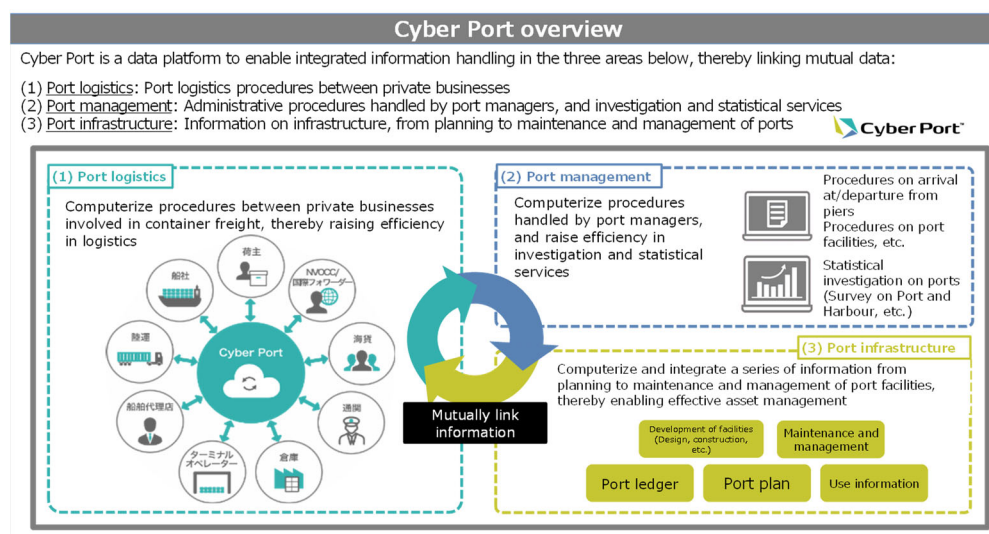 Cyber Port overview
Cyber Port is a data platform to enable integrated information handling in the three areas below, thereby linking mutual data:
(1) Port logistics: Port logistics procedures between private businesses
(2) Port management: Administrative procedures handled by port managers, and investigation and statistical services
(3) Port infrastructure: Information on infrastructure, from planning to maintenance and management of ports
Cyber Port™
(1) Port logistics
Computerize procedures between private businesses
involved in container freight, thereby raising efficiency
in logistics
荷主
船社
NVOCC/
国際フォワーダー
陸運
海貨
Cyber Port
船舶代理店
通関
ターミナル
オペレーター
倉庫
Mutually link
information
(2) Port management
Computerize procedures
handled by port managers,
and raise efficiency in
investigation and statistical
services
Procedures on arrival
at/departure from
piers
Procedures on port
facilities, etc.
Statistical
investigation on ports
(Survey on Port and
Harbour, etc.)
(3) Port infrastructure
Computerize and integrate a series of information from
planning to maintenance and management of port facilities,
thereby enabling effective asset management
Development of facilities
(Design, construction,
etc.)
Maintenance and
management
Port ledger
Port plan
Use information